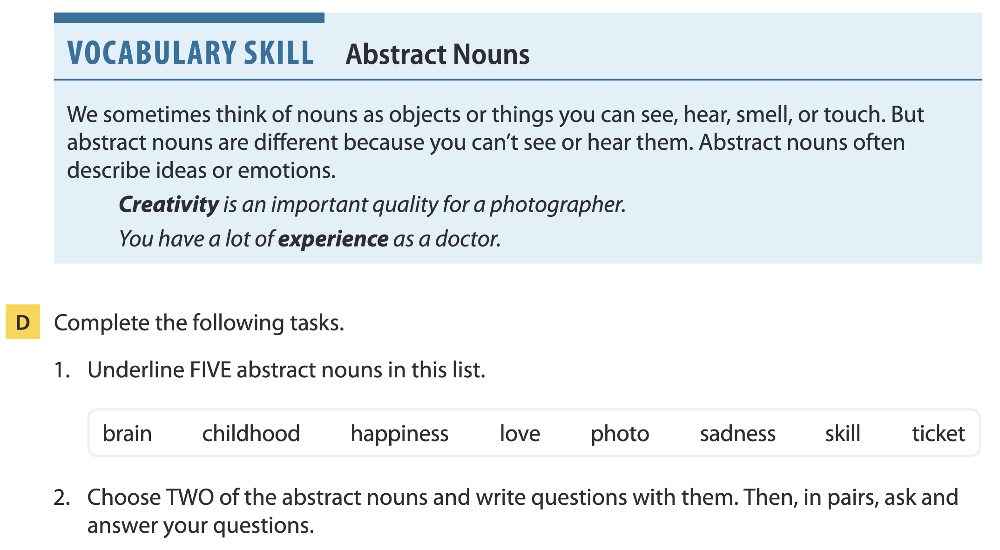 VOCABULARY SKILL Abstract Nouns
We sometimes think of nouns as objects or things you can see, hear, smell, or touch. But
abstract nouns are different because you can’t see or hear them. Abstract nouns often
describe ideas or emotions.
Creativity is an important quality for a photographer.
You have a lot of experience as a doctor.
D Complete the following tasks.
1. Underline FIVE abstract nouns in this list.
brain childhood happiness love photo sadness skill ticket
2. Choose TWO of the abstract nouns and write questions with them. Then, in pairs, ask and
answer your questions.